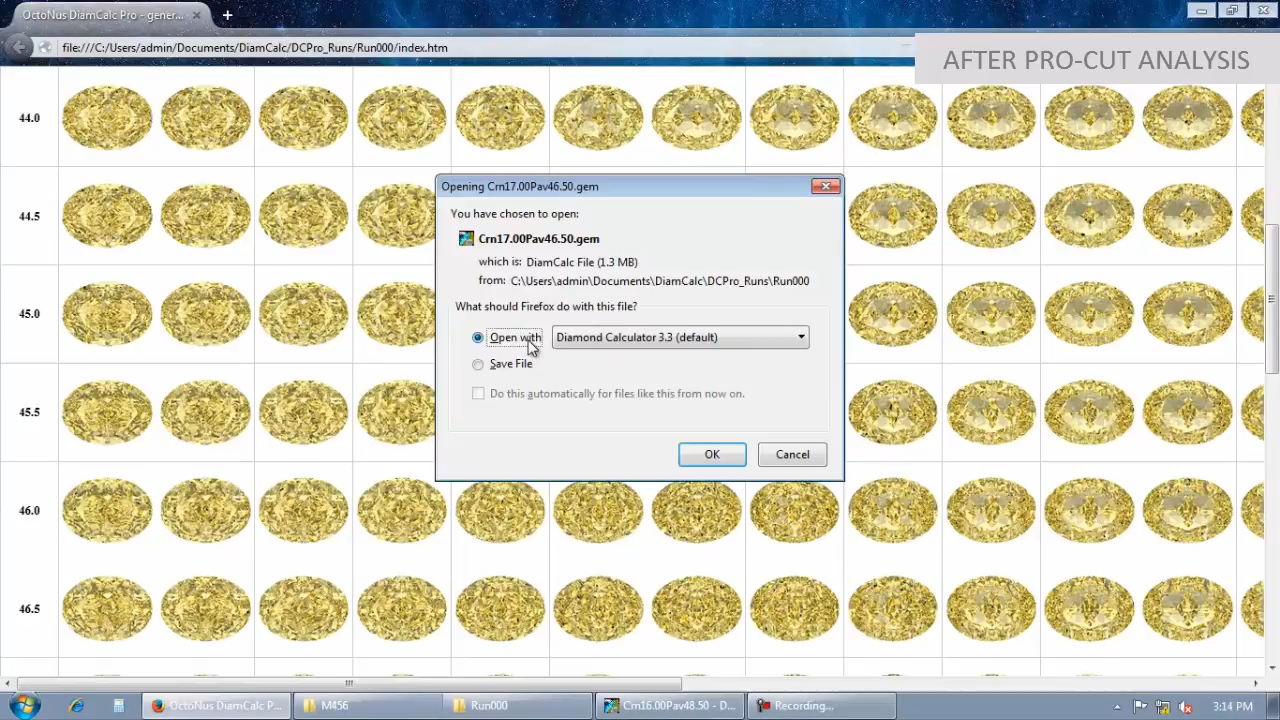 OctoNus DiamCalc Pro - gener...
file:///C:/Users/admin/Documents/DiamCalc/DCPro_Runs/Run000/index.htm
AFTER PRO-CUT ANALYSIS
44.0
44.5
45.0
45.5
46.0
46.5
Opening Crn17.00Pav46.50.gem
You have chosen to open:
Crn17.00Pav46.50.gem
which is: DiamCalc File (1.3 MB)
from: C:\Users\admin\Documents\DiamCalc\DCPro_Runs\Run000
What should Firefox do with this file?
Open with
Diamond Calculator 3.3 (default)
Save File
Do this automatically for files like this from now on.
OK
Cancel
OctoNus DiamCalc P...
M456
Run000
Crn16.00Pav48.50 - D...
Recording...
3:14 PM